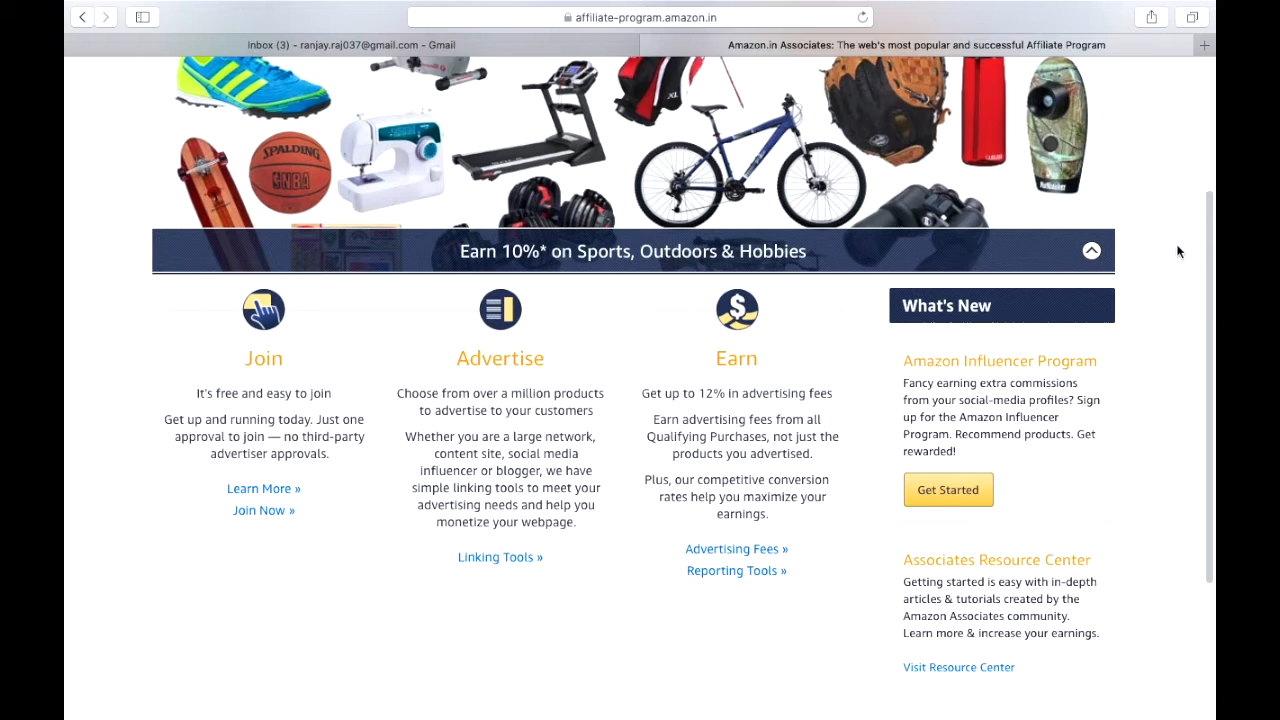 affiliate-program.amazon.in
Inbox (3) - ranjay.raj037@gmail.com - Gmail
Amazon.in Associates: The web's most popular and successful Affiliate Program
XL
SPALDING
NBA
Earn 10%* on Sports, Outdoors & Hobbies
Join
It's free and easy to join
Get up and running today. Just one
approval to join — no third-party
advertiser approvals.
Learn More »
Join Now »
Advertise
Choose from over a million products
to advertise to your customers
Whether you are a large network,
content site, social media
influencer or blogger, we have
simple linking tools to meet your
advertising needs and help you
monetize your webpage.
Linking Tools »
Earn
Get up to 12% in advertising fees
Earn advertising fees from all
Qualifying Purchases, not just the
products you advertised.
Plus, our competitive conversion
rates help you maximize your
earnings.
Advertising Fees »
Reporting Tools »
What's New
Amazon Influencer Program
Fancy earning extra commissions
from your social-media profiles? Sign
up for the Amazon Influencer
Program. Recommend products. Get
rewarded!
Get Started
Associates Resource Center
Getting started is easy with in-depth
articles & tutorials created by the
Amazon Associates community.
Learn more & increase your earnings.
Visit Resource Center